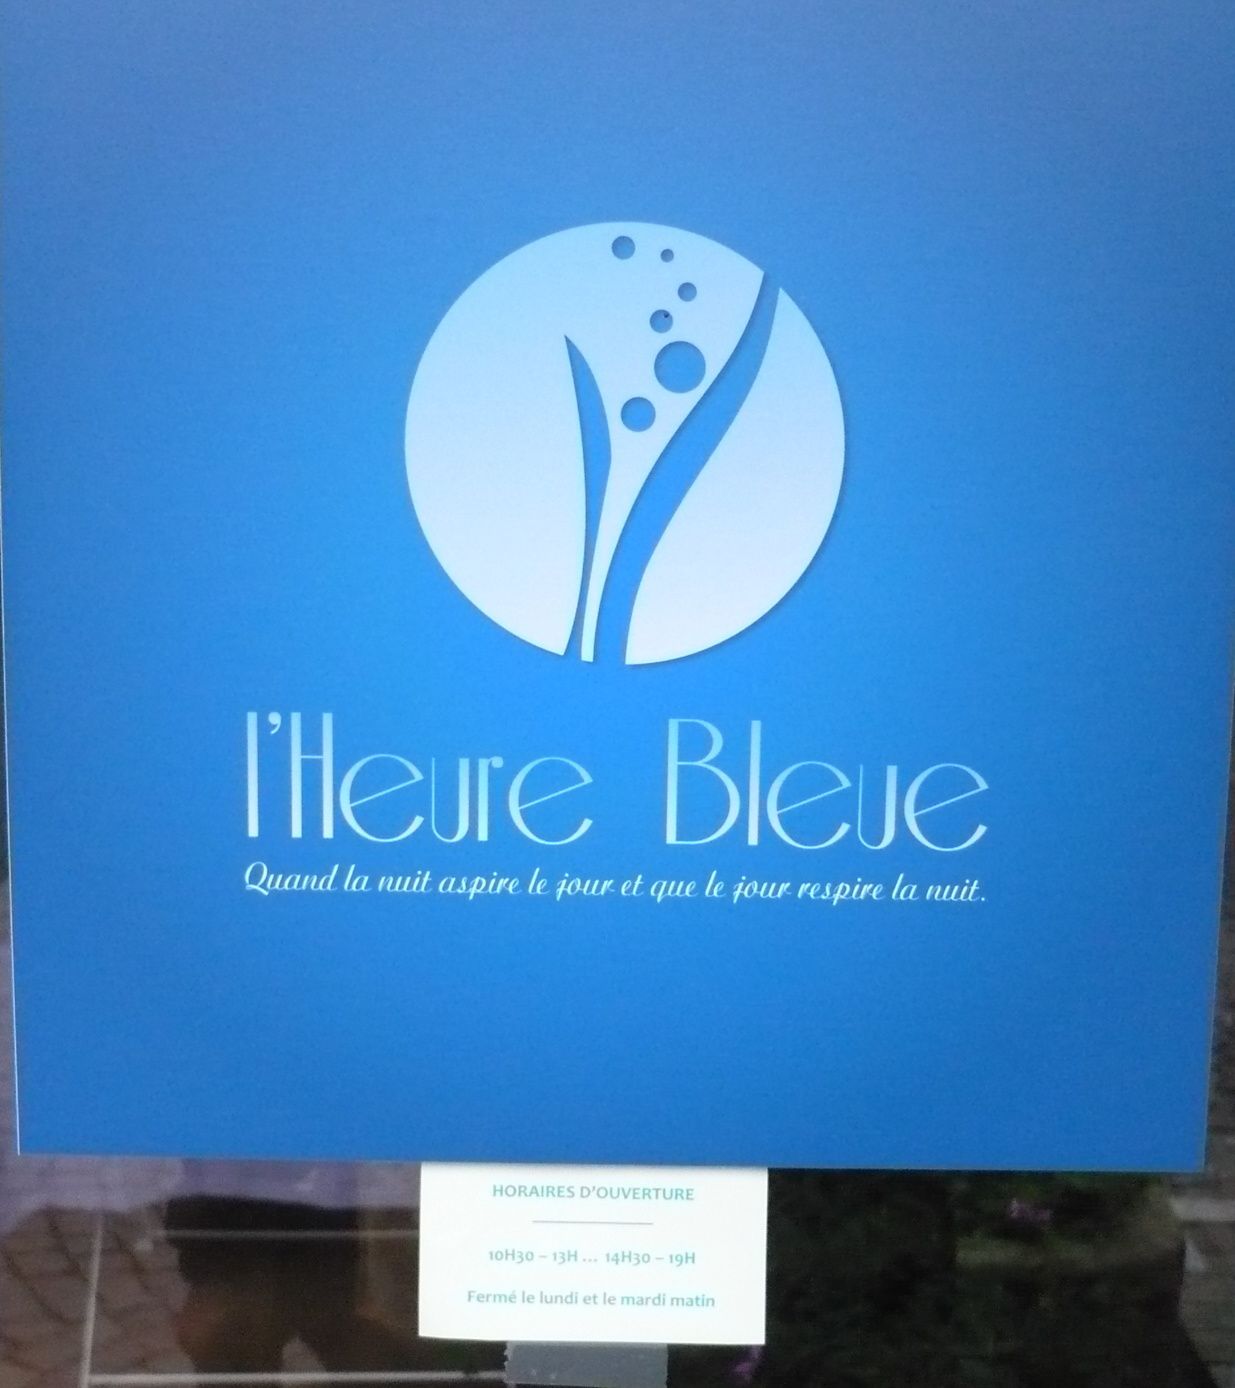 l'Heure Bleue
Quand la nuit aspire le jour et que le jour respire la nuit.
HORAIRES D'OUVERTURE
10H30 – 13H ... 14H30 – 19H
Fermé le lundi et le mardi matin